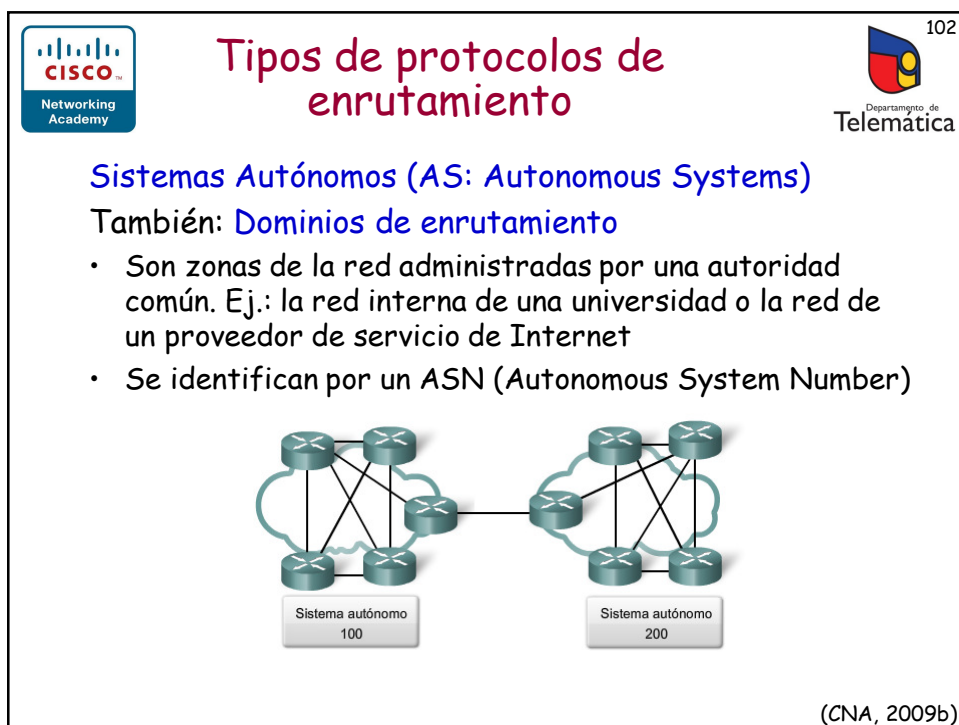 102
CISCO™
Networking
Academy
Tipos de protocolos de
enrutamiento
Departamento de
Telemática
Sistemas Autónomos (AS: Autonomous Systems)
También: Dominios de enrutamiento
• Son zonas de la red administradas por una autoridad
común. Ej.: la red interna de una universidad o la red de
un proveedor de servicio de Internet
• Se identifican por un ASN (Autonomous System Number)
Sistema autónomo
100
Sistema autónomo
200
(CNA, 2009b)